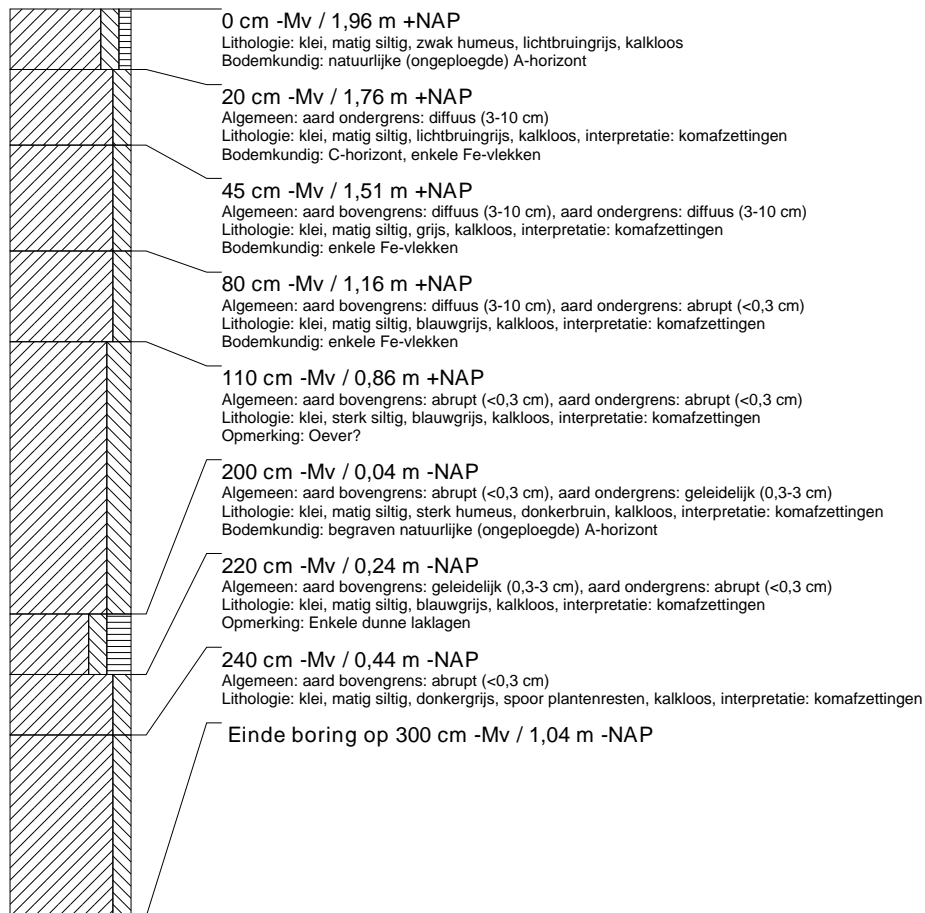 0 cm -Mv / 1,96 m +NAP
Lithologie: klei, matig siltig, zwak humeus, lichtbruingrijs, kalkloos
Bodemkundig: natuurlijke (ongeploegde) A-horizont
20 cm -Mv / 1,76 m +NAP
Algemeen: aard ondergrens: diffuus (3-10 cm)
Lithologie: klei, matig siltig, lichtbruingrijs, kalkloos, interpretatie: komafzettingen
Bodemkundig: C-horizont, enkele Fe-vlekken
45 cm -Mv / 1,51 m +NAP
Algemeen: aard bovengrens: diffuus (3-10 cm), aard ondergrens: diffuus (3-10 cm)
Lithologie: klei, matig siltig, grijs, kalkloos, interpretatie: komafzettingen
Bodemkundig: enkele Fe-vlekken
80 cm -Mv / 1,16 m +NAP
Algemeen: aard bovengrens: diffuus (3-10 cm), aard ondergrens: abrupt (<0,3 cm)
Lithologie: klei, matig siltig, blauwgrijs, kalkloos, interpretatie: komafzettingen
Bodemkundig: enkele Fe-vlekken
110 cm -Mv / 0,86 m +NAP
Algemeen: aard bovengrens: abrupt (<0,3 cm), aard ondergrens: abrupt (<0,3 cm)
Lithologie: klei, sterk siltig, blauwgrijs, kalkloos, interpretatie: komafzettingen
Opmerking: Oever?
200 cm -Mv / 0,04 m -NAP
Algemeen: aard bovengrens: abrupt (<0,3 cm), aard ondergrens: geleidelijk (0,3-3 cm)
Lithologie: klei, matig siltig, sterk humeus, donkerbruin, kalkloos, interpretatie: komafzettingen
Bodemkundig: begraven natuurlijke (ongeploegde) A-horizont
220 cm -Mv / 0,24 m -NAP
Algemeen: aard bovengrens: geleidelijk (0,3-3 cm), aard ondergrens: abrupt (<0,3 cm)
Lithologie: klei, matig siltig, blauwgrijs, kalkloos, interpretatie: komafzettingen
Opmerking: Enkele dunne laklagen
240 cm -Mv / 0,44 m -NAP
Algemeen: aard bovengrens: abrupt (<0,3 cm)
Lithologie: klei, matig siltig, donkergrijs, spoor plantenresten, kalkloos, interpretatie: komafzettingen
Einde boring op 300 cm -Mv / 1,04 m -NAP